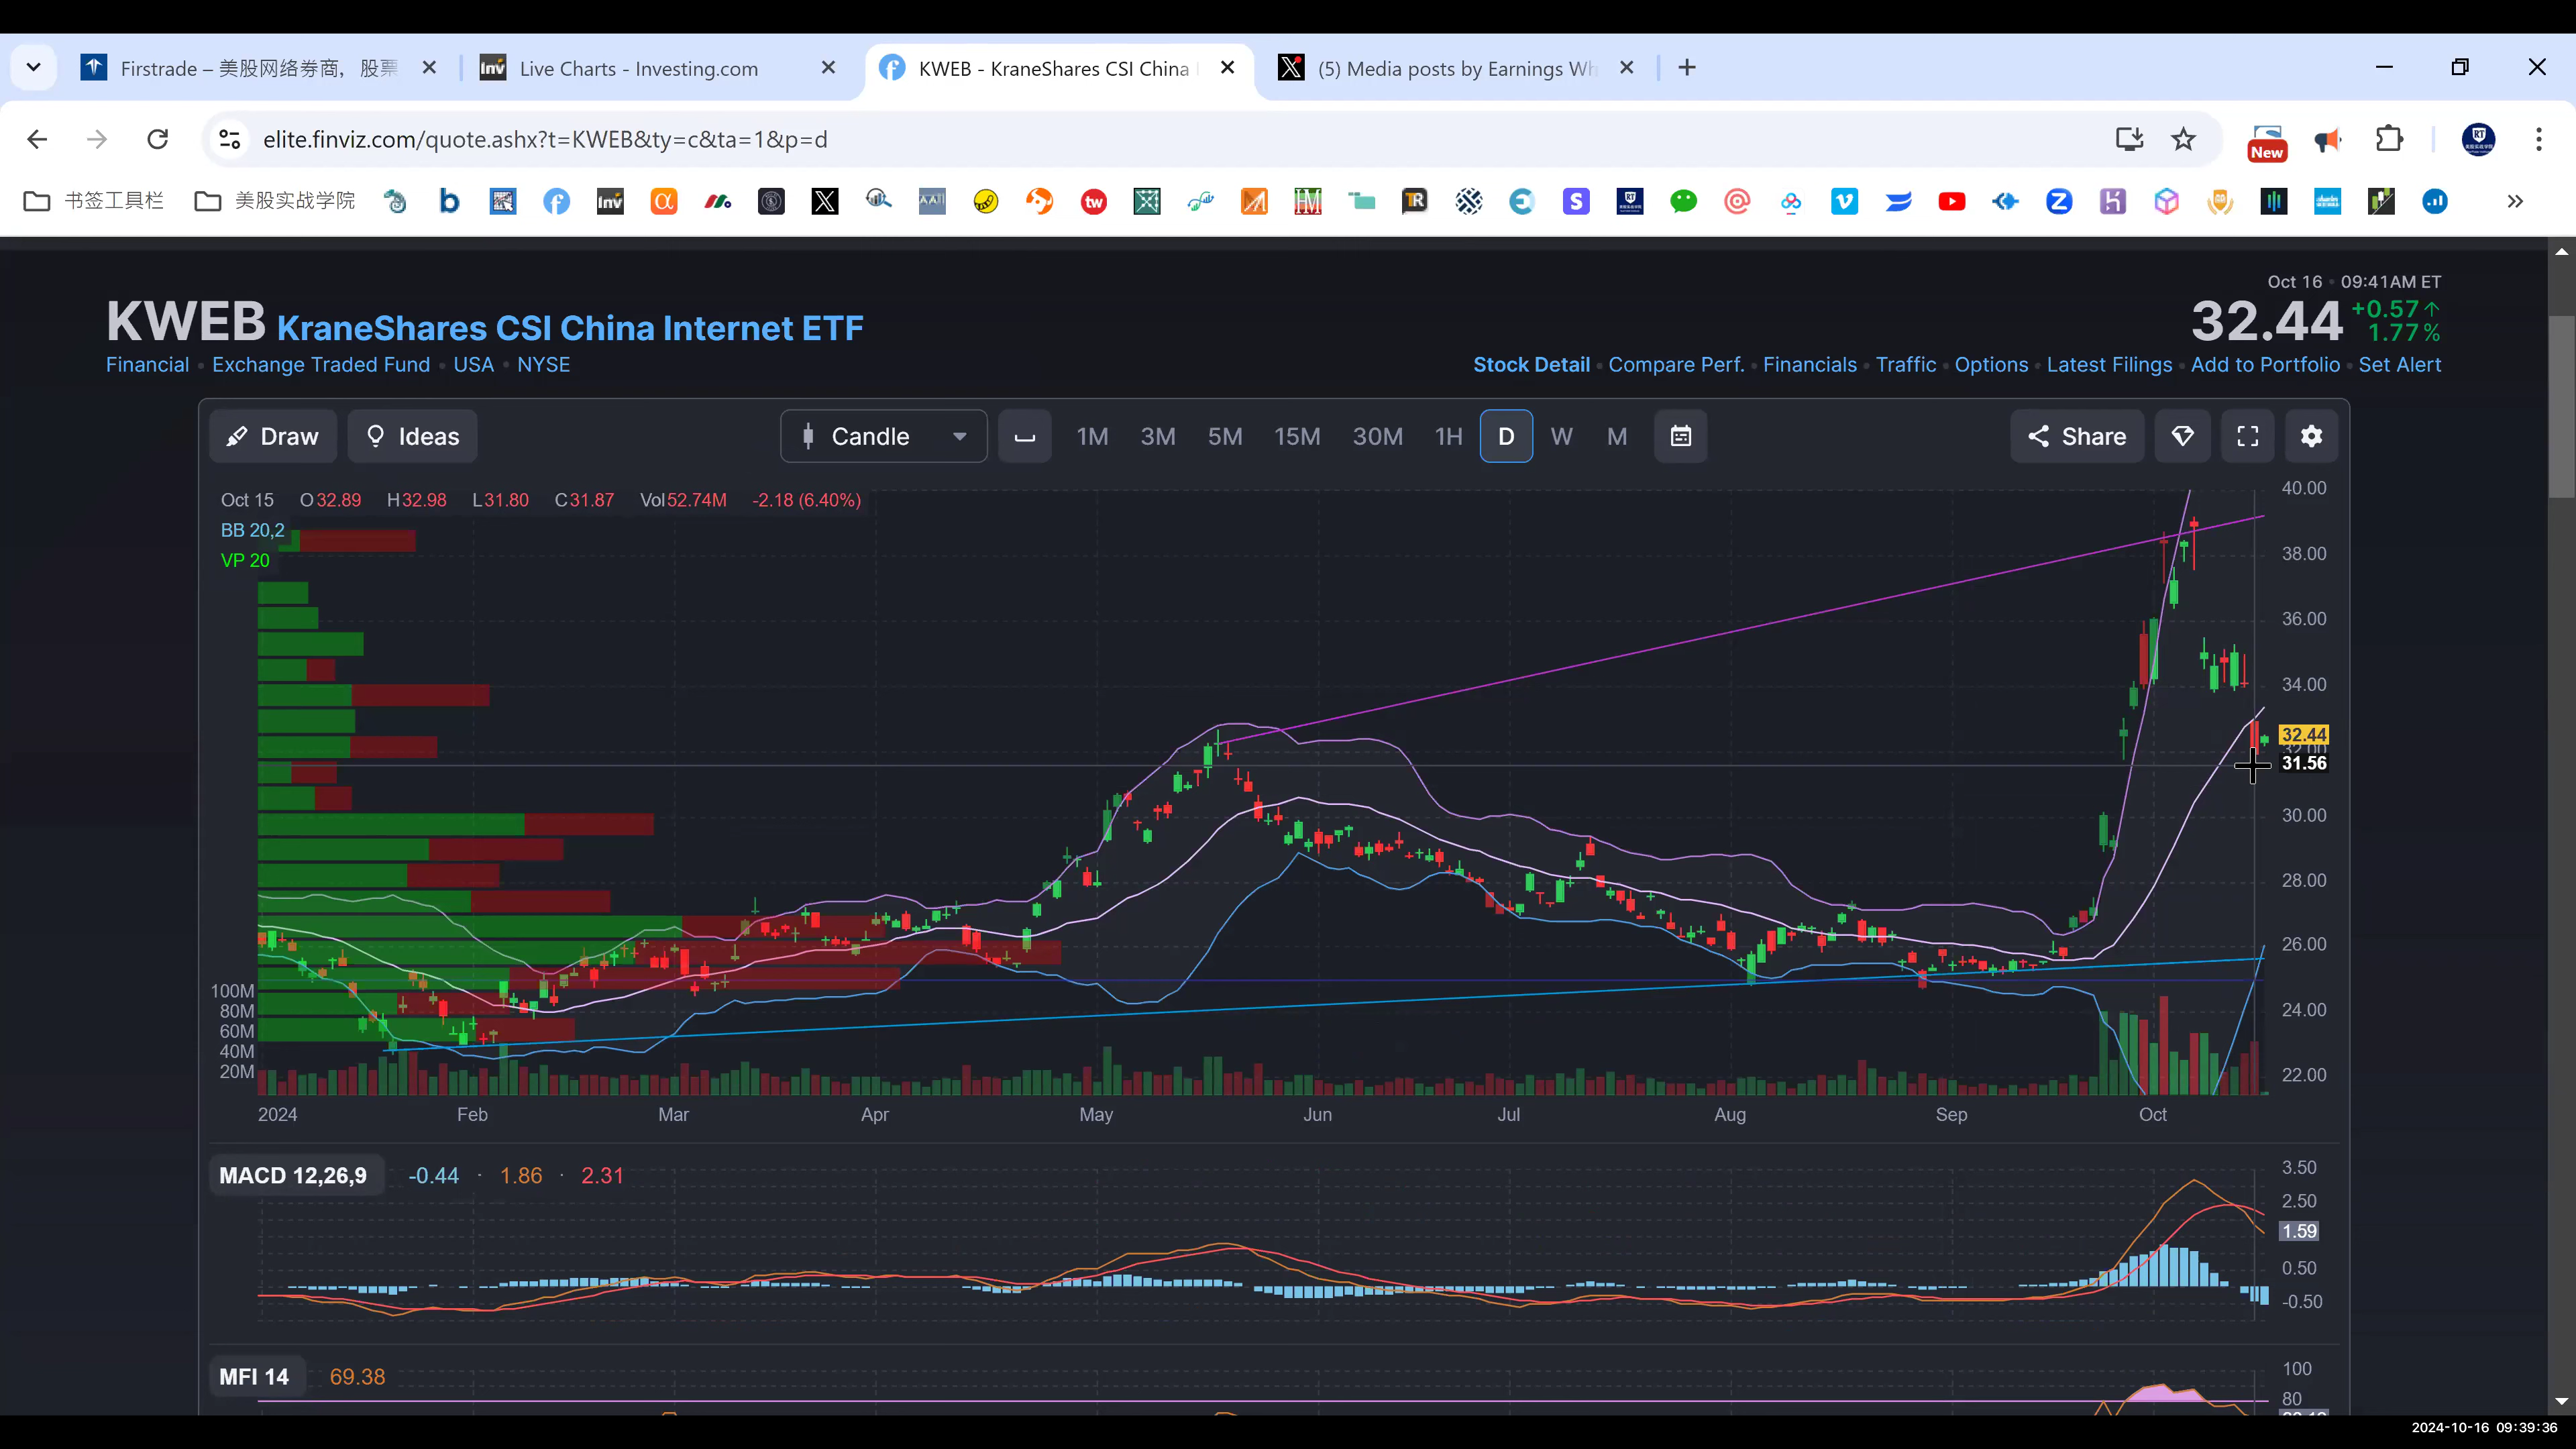 Firstrade – 美股网络券商, 股票
Live Charts - Investing.com
KWEB - KraneShares CSI China
(5) Media posts by Earnings Wh
elite.finviz.com/quote.ashx?t=KWEB&ty=c&ta=1&p=d
New
书签工具栏
美股实战学院
Oct 16 • 09:41AM ET
KWEB KraneShares CSI China Internet ETF
32.44 +0.57
1.77%
Financial • Exchange Traded Fund • USA • NYSE
Stock Detail • Compare Perf. • Financials • Traffic • Options • Latest Filings • Add to Portfolio • Set Alert
Draw Ideas Candle 1M 3M 5M 15M 30M 1H D W M Share
Oct 15 O32.89 H32.98 L31.80 C31.87 Vol52.74M -2.18 (6.40%)
BB 20,2
VP 20
40.00
38.00
36.00
34.00
32.44
32.00
31.56
30.00
28.00
26.00
24.00
22.00
100M
80M
60M
40M
20M
2024 Feb Mar Apr May Jun Jul Aug Sep Oct
MACD 12,26,9 -0.44 · 1.86 · 2.31
3.50
2.50
1.59
0.50
-0.50
MFI 14 69.38
100
80
2024-10-16 09:39:36